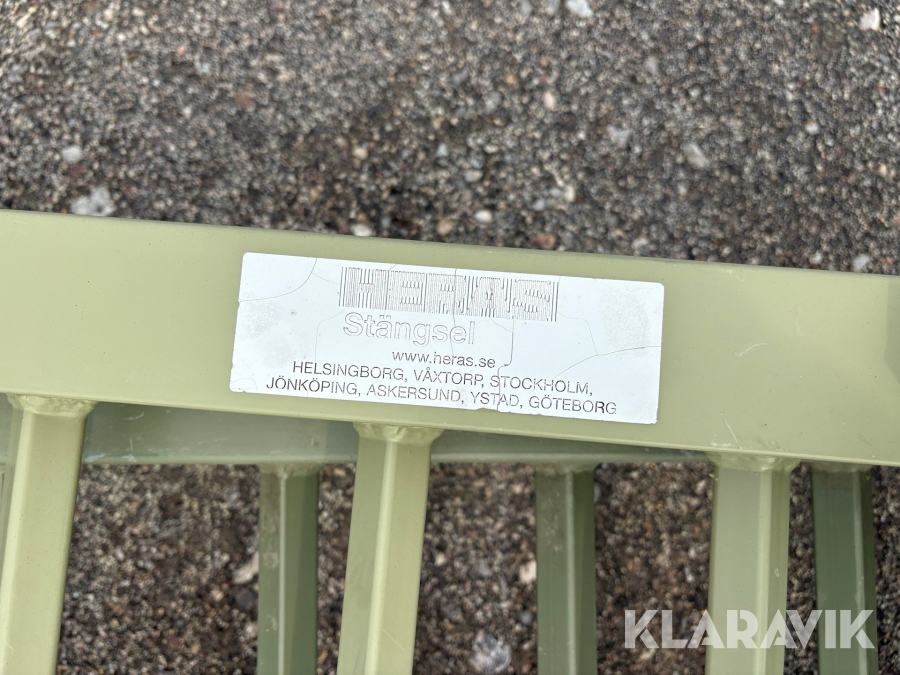 HERAS
Stängsel
www.heras.se
HELSINGBORG, VÅXTORP, STOCKHOLM,
JÖNKÖPING, ASKERSUND, YSTAD, GÖTEBORG
KLARAVIK